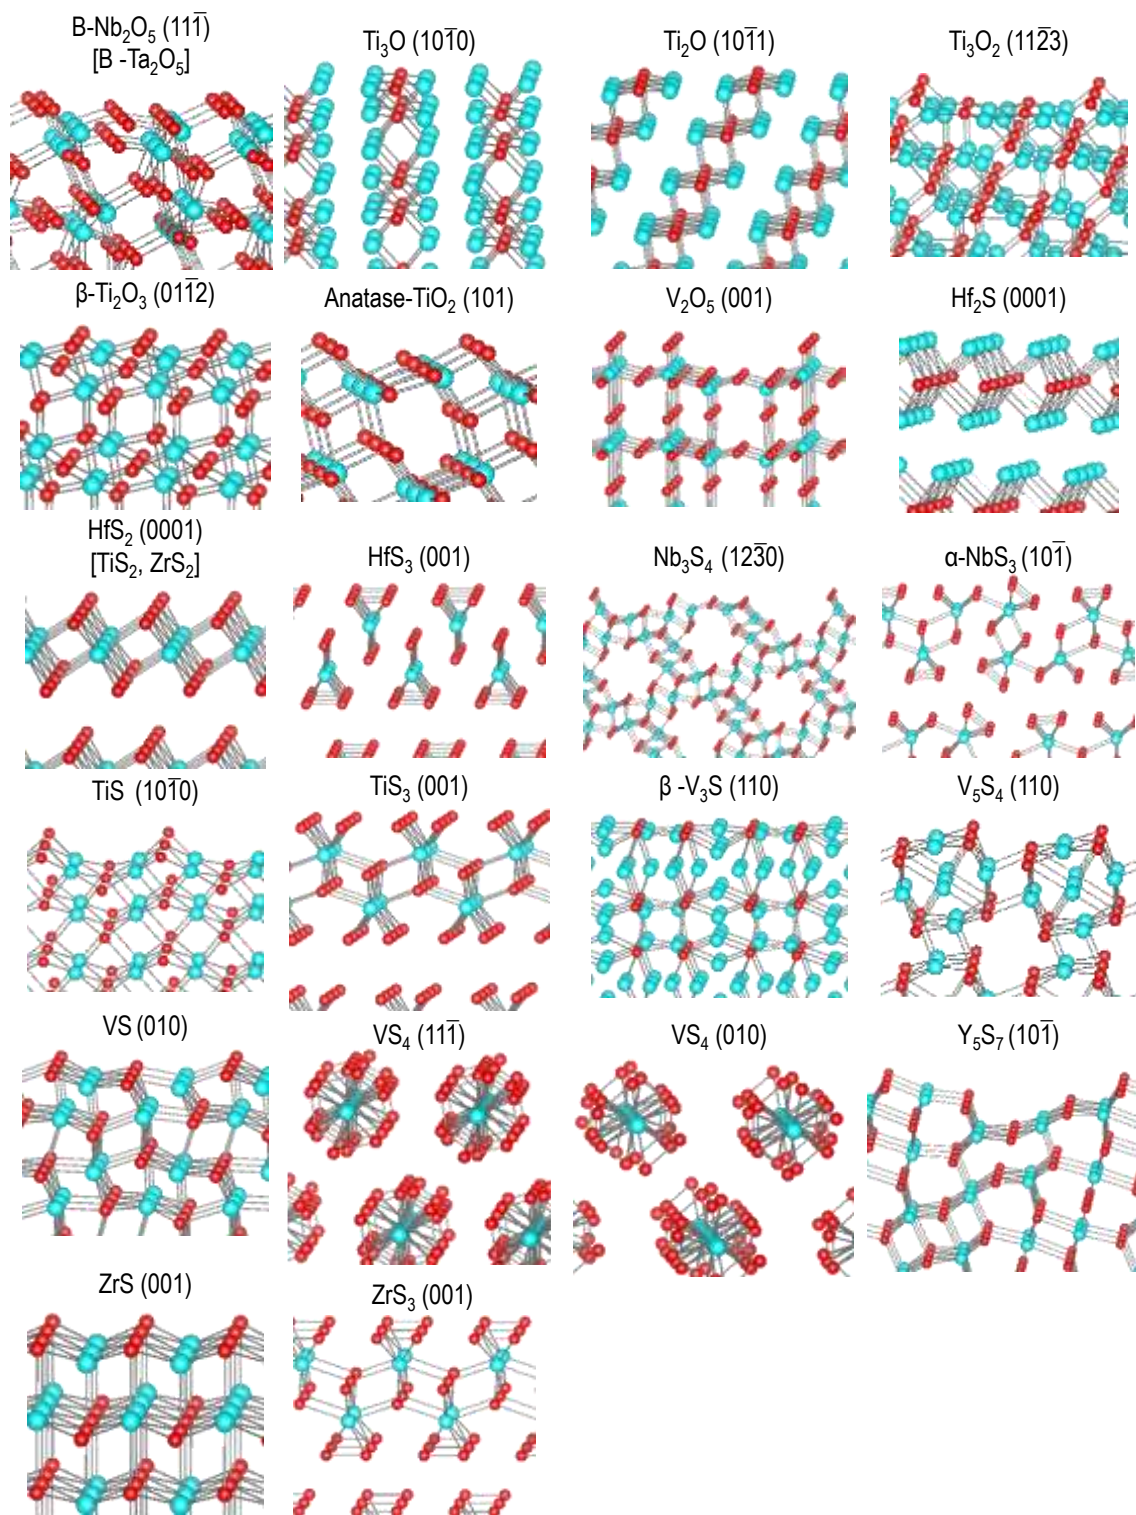 B-Nb₂O₅ (111̅)
[B -Ta₂O₅]
Ti₃O (101̅0)
Ti₂O (101̅1)
Ti₃O₂ (112̅3)
β-Ti₂O₃ (011̅2)
Anatase-TiO₂ (101)
V₂O₅ (001)
Hf₂S (0001)
HfS₂ (0001)
[TiS₂, ZrS₂]
HfS₃ (001)
Nb₃S₄ (123̅0)
α-NbS₃ (101̅)
TiS (101̅0)
TiS₃ (001)
β -V₃S (110)
V₅S₄ (110)
VS (010)
VS₄ (111̅)
VS₄ (010)
Y₅S₇ (101̅)
ZrS (001)
ZrS₃ (001)